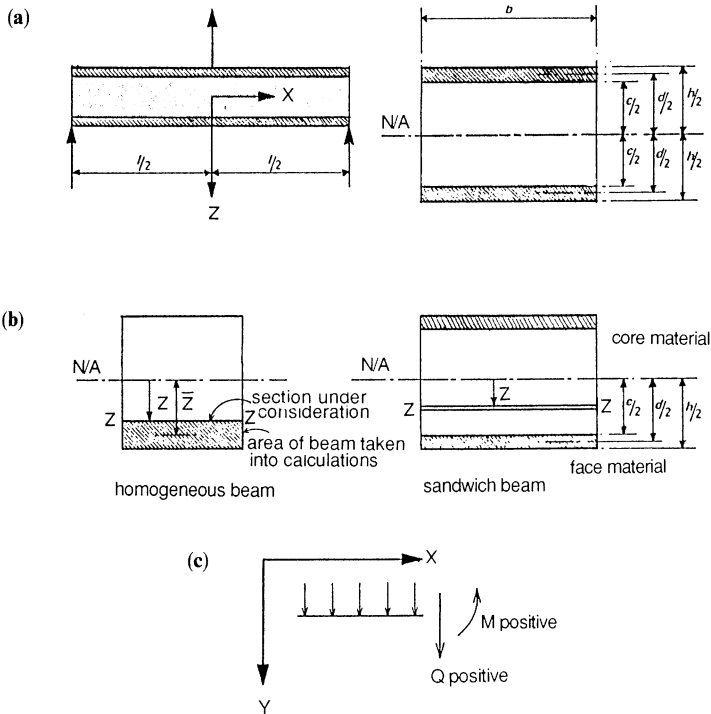 (a)
b
X
N/A
c/2
d/2
h/2
c/2
d/2
h/2
l/2
l/2
Z
(b)
N/A
Z
Z̅
section under
consideration
Z
Z
area of beam taken
into calculations
homogeneous beam
core material
N/A
Z
Z
Z
c/2
d/2
h/2
face material
sandwich beam
(c)
X
M positive
Q positive
Y